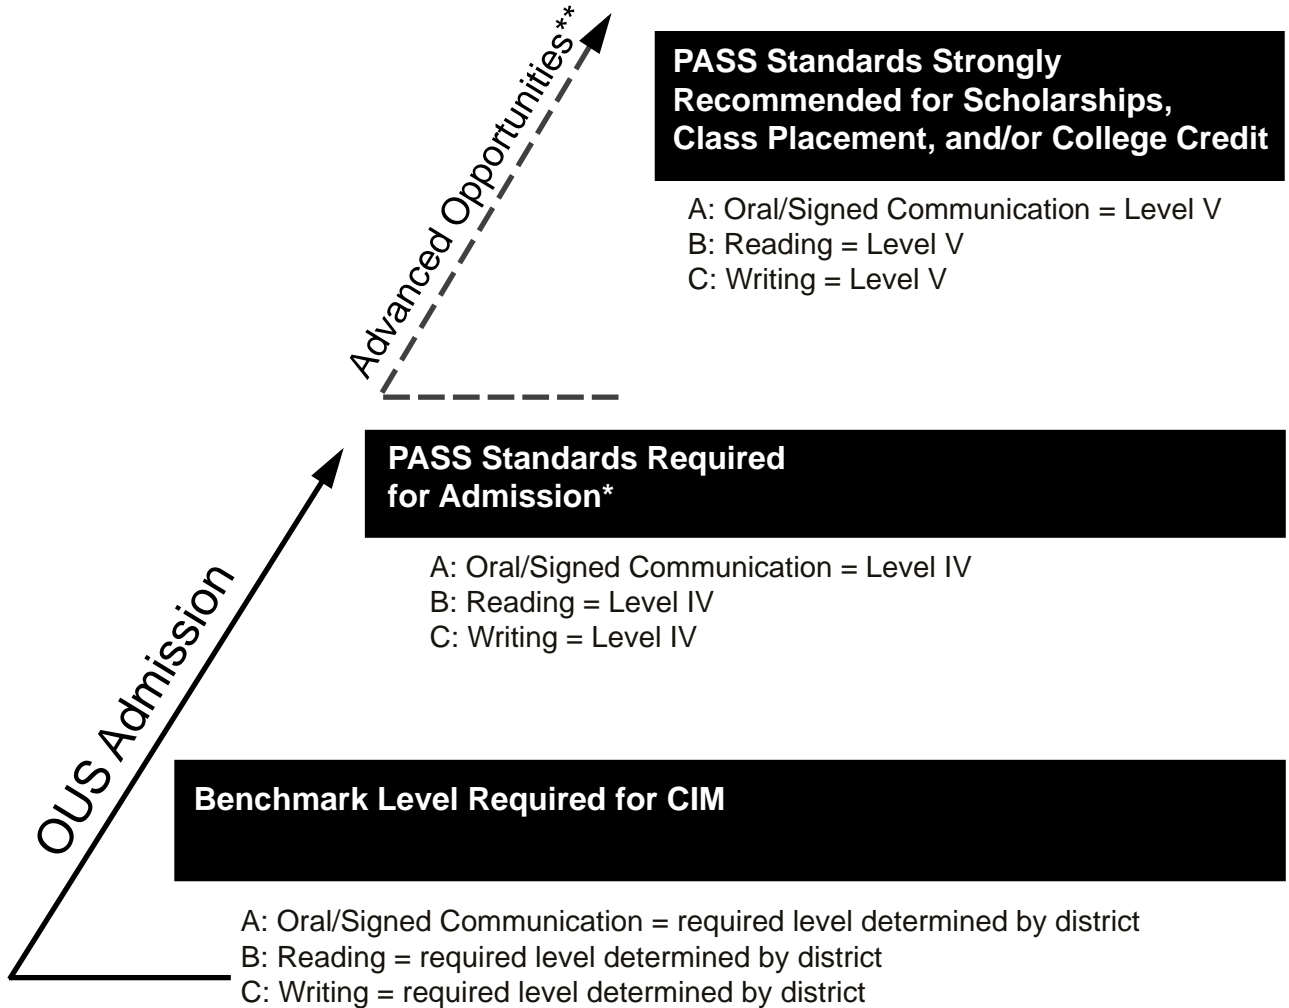 Advanced Opportunities**
PASS Standards Strongly
Recommended for Scholarships,
Class Placement, and/or College Credit
A: Oral/Signed Communication = Level V
B: Reading = Level V
C: Writing = Level V
PASS Standards Required
for Admission*
A: Oral/Signed Communication = Level IV
B: Reading = Level IV
C: Writing = Level IV
OUS Admission
Benchmark Level Required for CIM
A: Oral/Signed Communication = required level determined by district
B: Reading = required level determined by district
C: Writing = required level determined by district